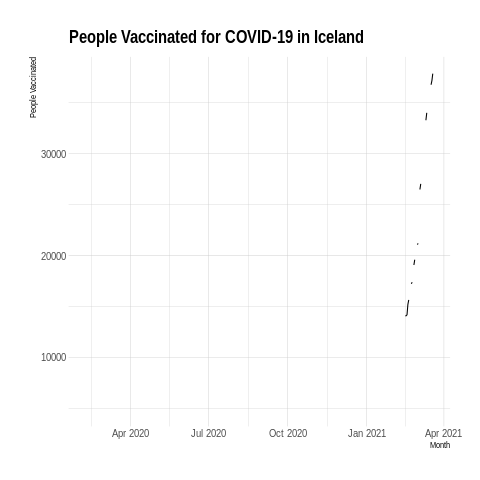 People Vaccinated for COVID-19 in Iceland
People Vaccinated
30000
20000
10000
Apr 2020 Jul 2020 Oct 2020 Jan 2021 Apr 2021
Month